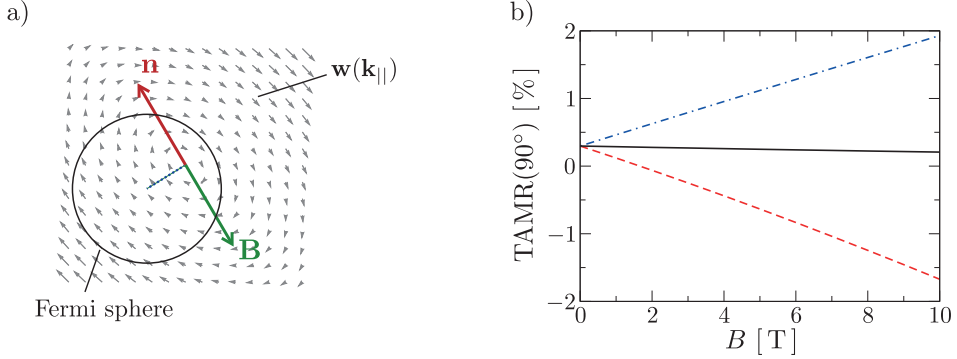 a)
n
w(k||)
B
Fermi sphere
b)
TAMR(90°) [%]
2
1
0
−1
−2
0
2
4
6
8
10
B [T]